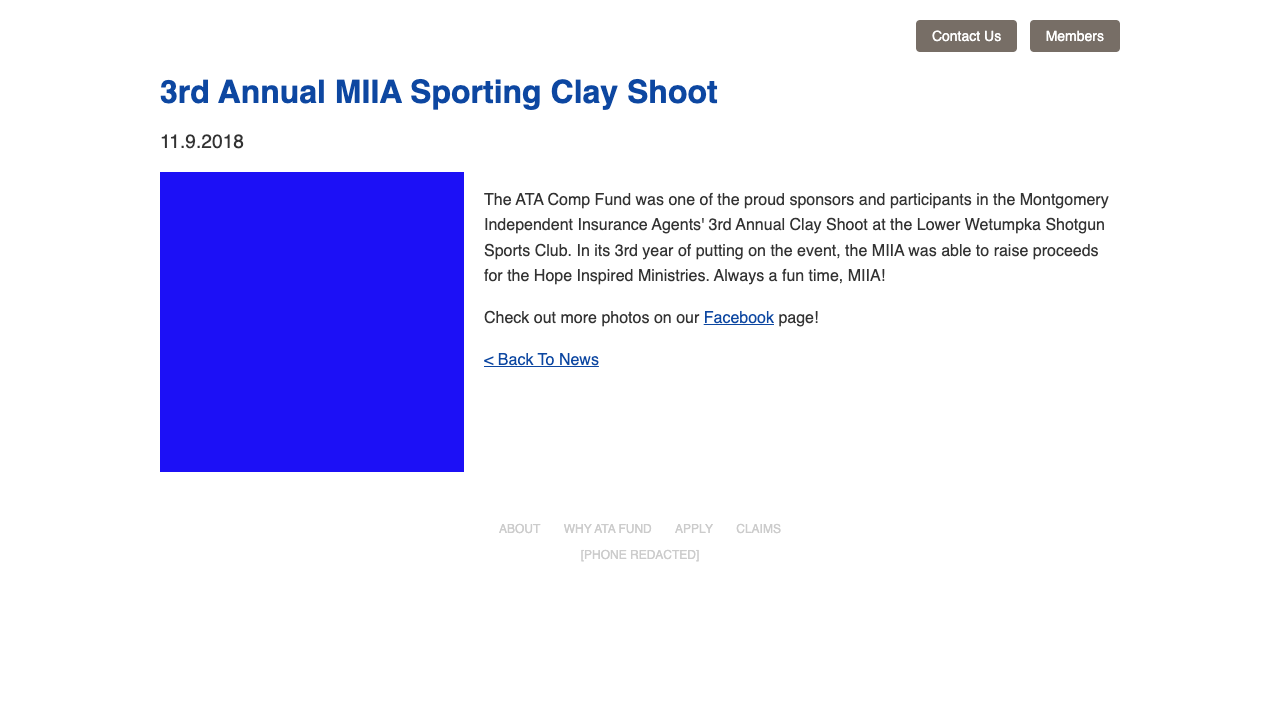 Contact Us
Members
3rd Annual MIIA Sporting Clay Shoot
11.9.2018
The ATA Comp Fund was one of the proud sponsors and participants in the Montgomery
Independent Insurance Agents' 3rd Annual Clay Shoot at the Lower Wetumpka Shotgun
Sports Club. In its 3rd year of putting on the event, the MIIA was able to raise proceeds
for the Hope Inspired Ministries. Always a fun time, MIIA!
Check out more photos on our Facebook page!
< Back To News
ABOUT WHY ATA FUND APPLY CLAIMS
[PHONE REDACTED]